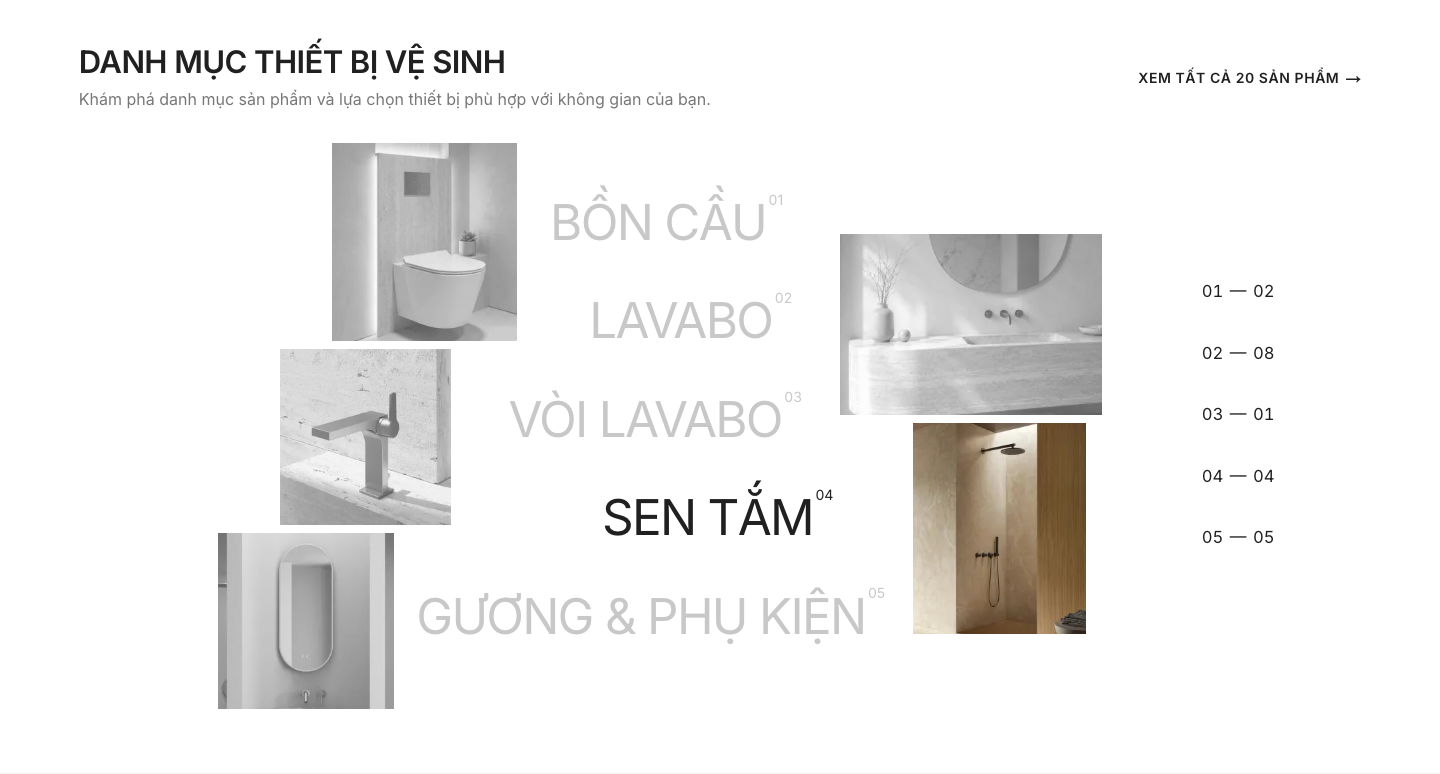 DANH MỤC THIẾT BỊ VỆ SINH
Khám phá danh mục sản phẩm và lựa chọn thiết bị phù hợp với không gian của bạn.
XEM TẤT CẢ 20 SẢN PHẨM →
BỒN CẦU 01
LAVABO 02
VÒI LAVABO 03
SEN TẮM 04
GƯƠNG & PHỤ KIỆN 05
01 — 02
02 — 08
03 — 01
04 — 04
05 — 05